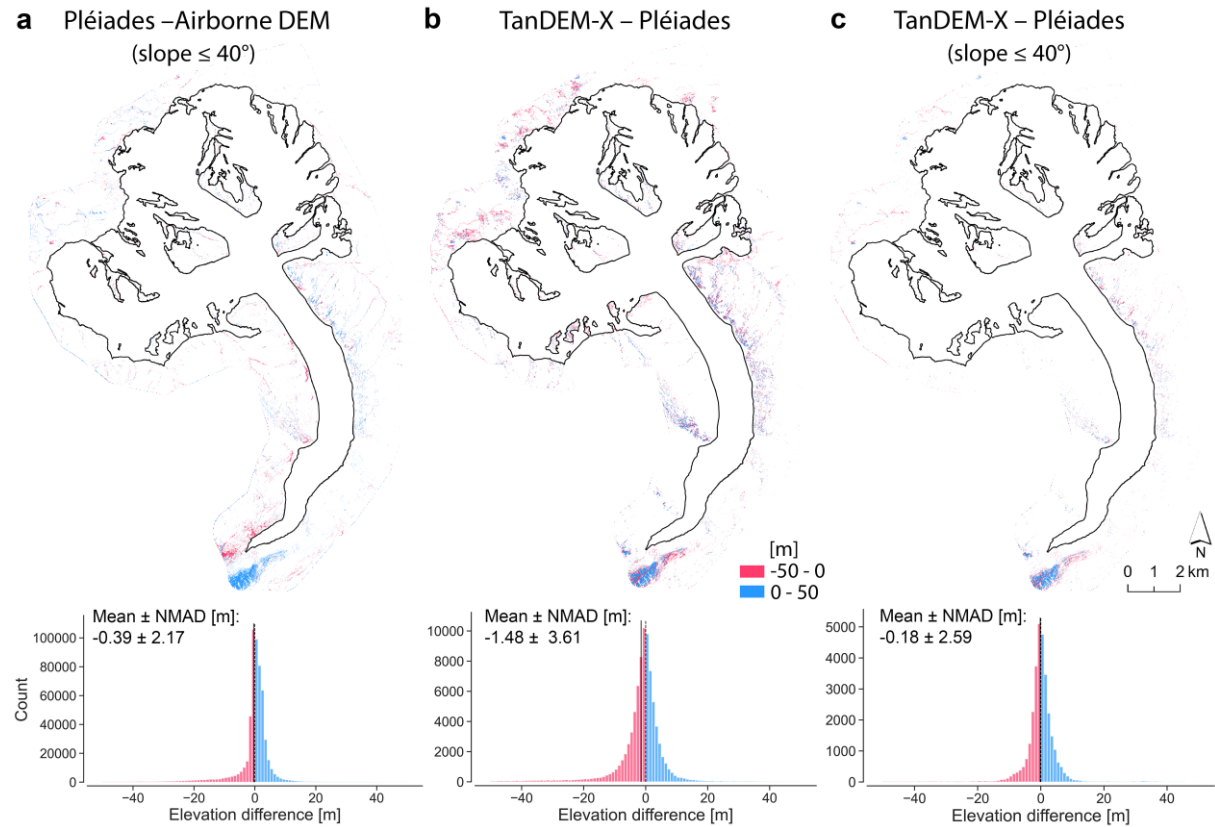 a Pléiades –Airborne DEM
(slope ≤ 40°)
b TanDEM-X – Pléiades
c TanDEM-X – Pléiades
(slope ≤ 40°)
[m]
-50 - 0
0 - 50
N
0 1 2 km
Mean ± NMAD [m]:
-0.39 ± 2.17
Count
100000
80000
60000
40000
20000
0
−40 −20 0 20 40
Elevation difference [m]
Mean ± NMAD [m]:
-1.48 ± 3.61
10000
8000
6000
4000
2000
0
−40 −20 0 20 40
Elevation difference [m]
Mean ± NMAD [m]:
-0.18 ± 2.59
5000
4000
3000
2000
1000
0
−40 −20 0 20 40
Elevation difference [m]